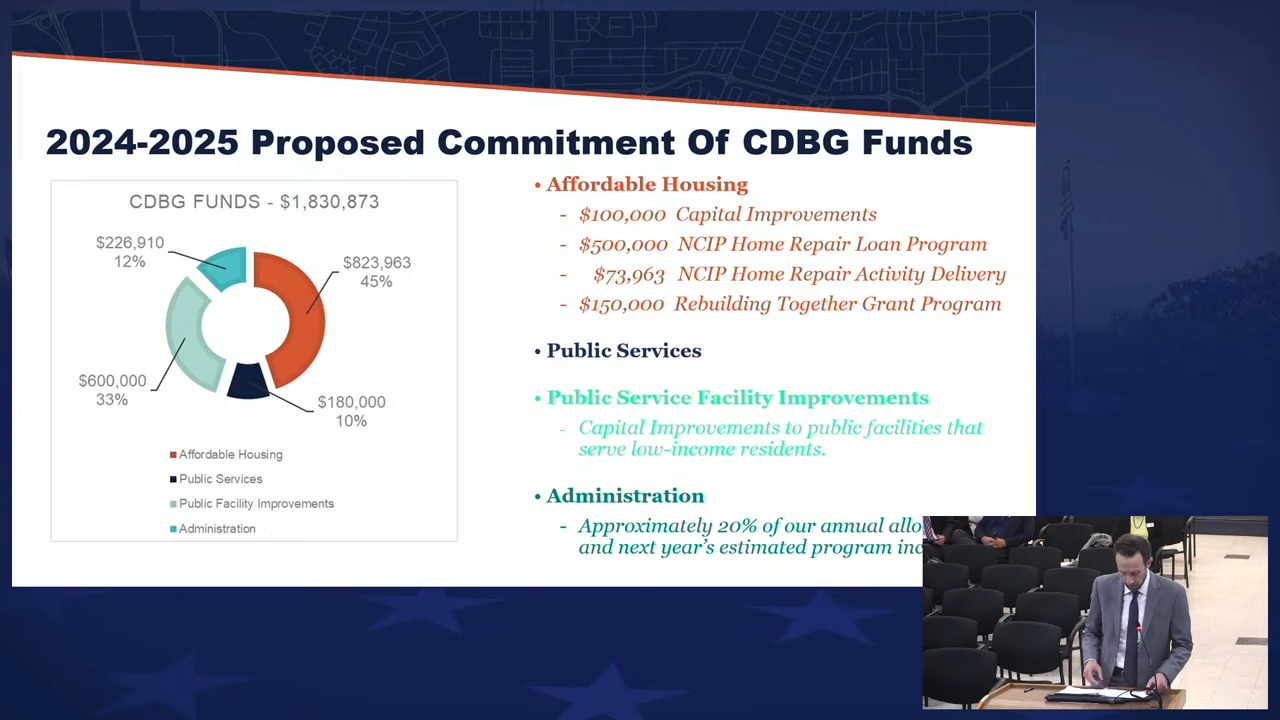 2024-2025 Proposed Commitment Of CDBG Funds
CDBG FUNDS - $1,830,873
$226,910
12%
$823,963
45%
$600,000
33%
$180,000
10%
Affordable Housing
Public Services
Public Facility Improvements
Administration
• Affordable Housing
- $100,000 Capital Improvements
- $500,000 NCIP Home Repair Loan Program
- $73,963 NCIP Home Repair Activity Delivery
- $150,000 Rebuilding Together Grant Program
• Public Services
• Public Service Facility Improvements
- Capital Improvements to public facilities that
serve low-income residents.
• Administration
- Approximately 20% of our annual allo
and next year's estimated program inc